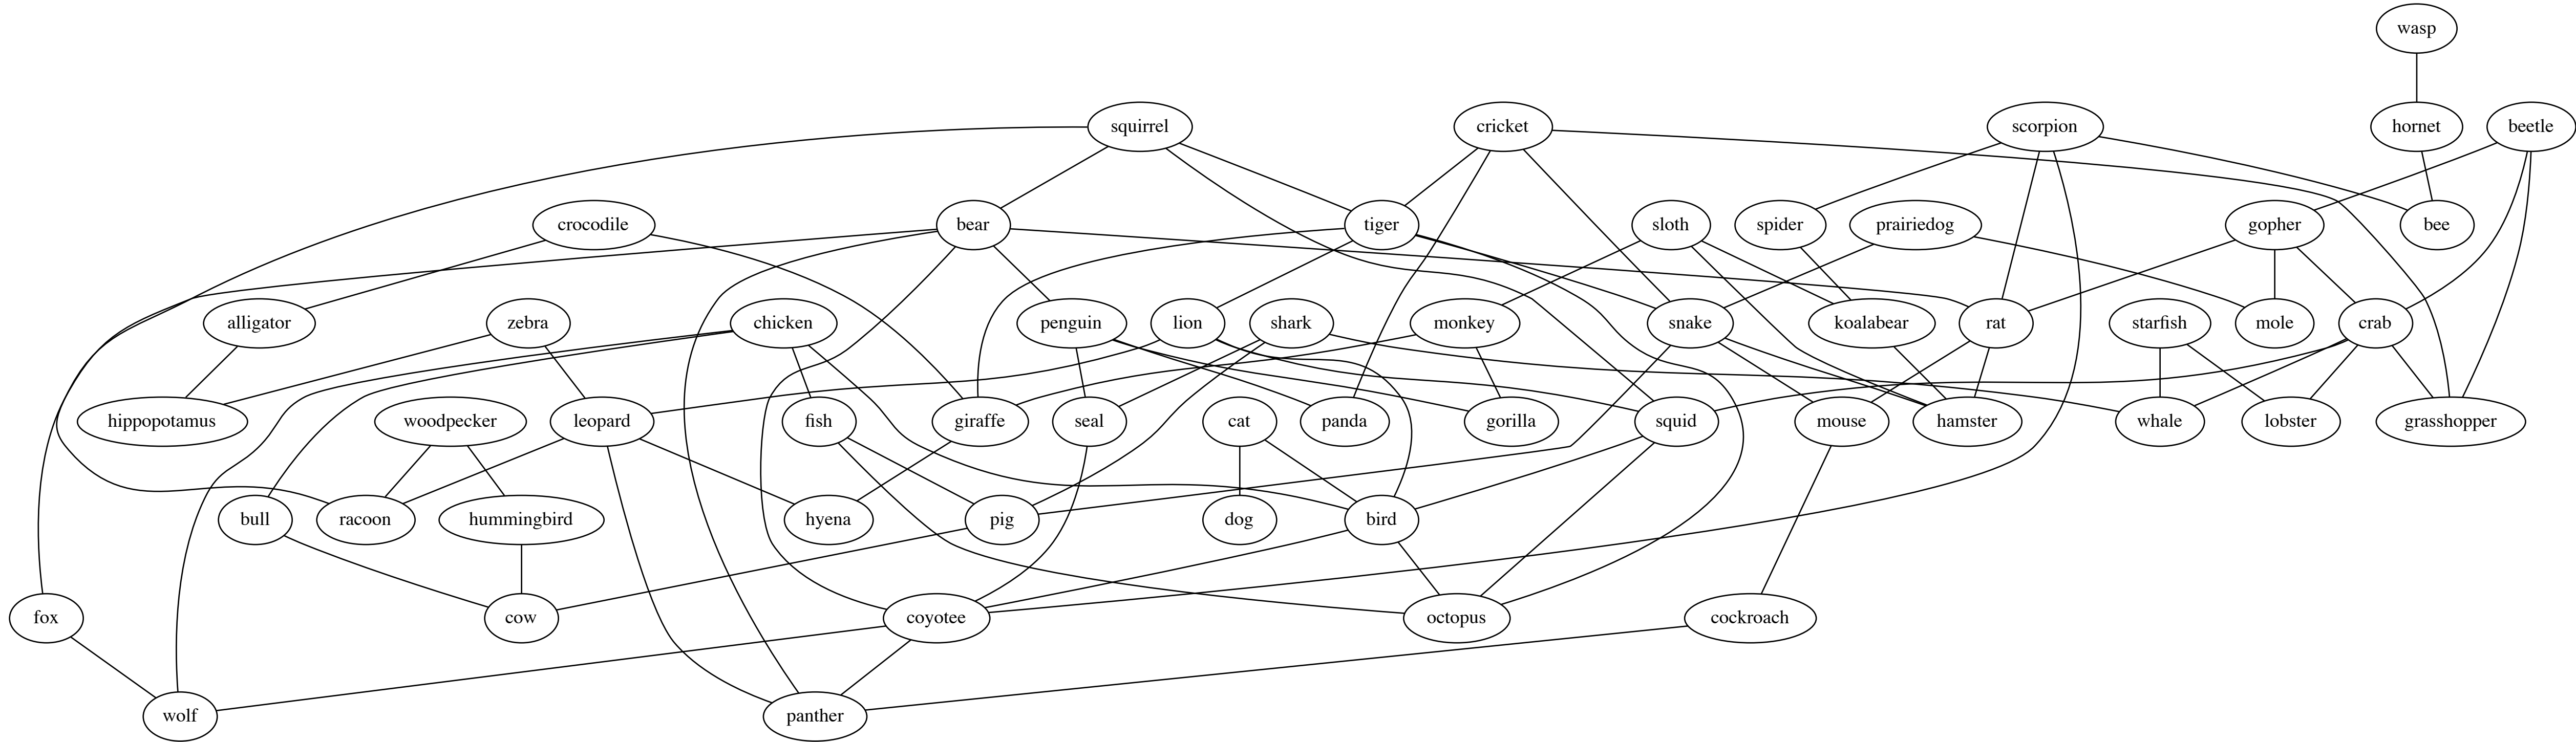 wasp
squirrel
cricket
scorpion
hornet
beetle
crocodile
bear
tiger
sloth
spider
prairiedog
gopher
bee
alligator
zebra
chicken
penguin
lion
shark
monkey
snake
koalabear
rat
starfish
mole
crab
hippopotamus
woodpecker
leopard
fish
giraffe
seal
cat
panda
gorilla
squid
mouse
hamster
whale
lobster
grasshopper
bull
racoon
hummingbird
hyena
pig
dog
bird
fox
cow
coyotee
octopus
cockroach
wolf
panther